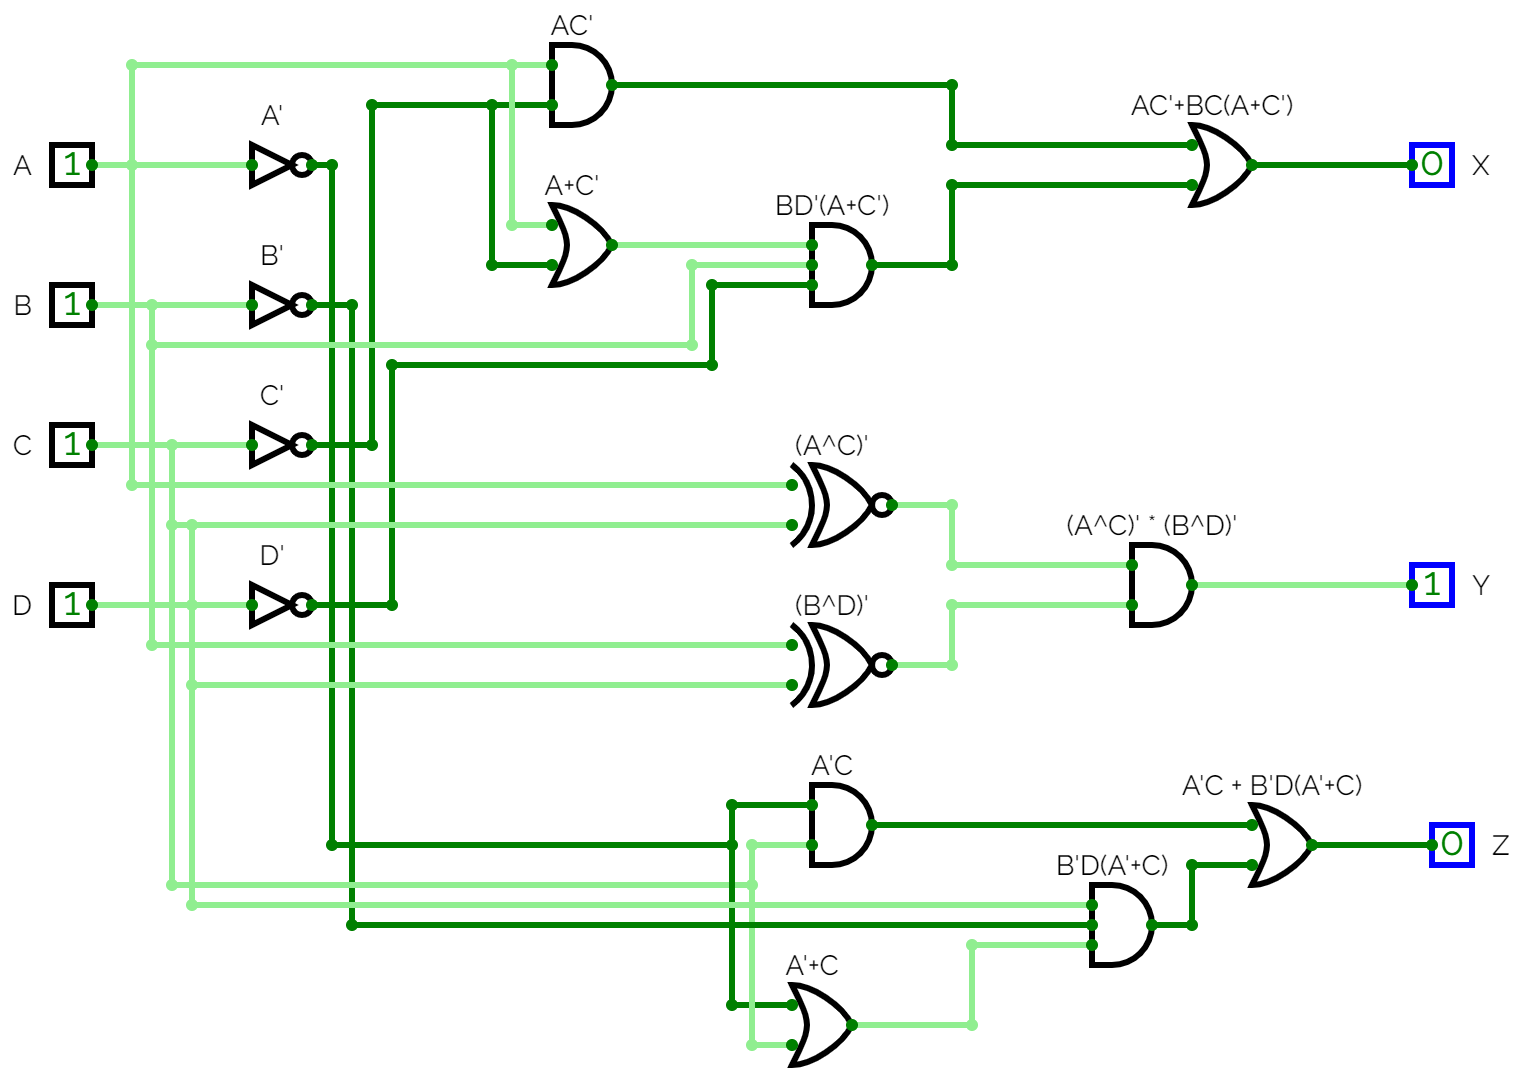 AC'
A'
AC'+BC(A+C')
A 1
A+C'
0 X
BD'(A+C')
B'
B 1
C'
C 1
(A^C)'
(A^C)' * (B^D)'
D'
D 1
(B^D)'
1 Y
A'C
A'C + B'D(A'+C)
0 Z
B'D(A'+C)
A'+C